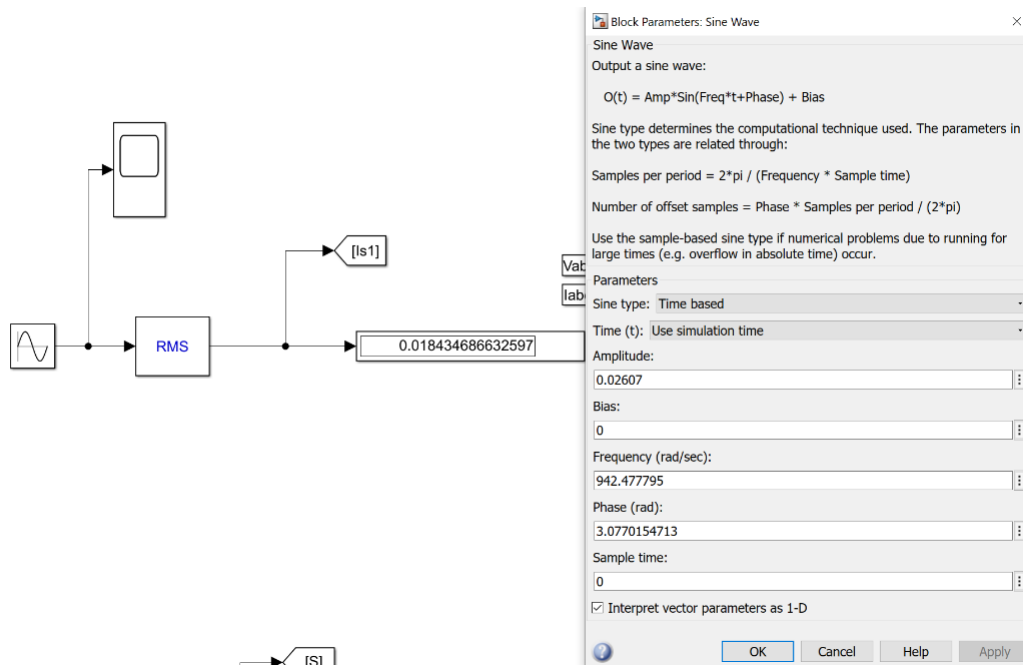 Block Parameters: Sine Wave
Sine Wave
Output a sine wave:
O(t) = Amp*Sin(Freq*t+Phase) + Bias
Sine type determines the computational technique used. The parameters in
the two types are related through:
Samples per period = 2*pi / (Frequency * Sample time)
Number of offset samples = Phase * Samples per period / (2*pi)
Use the sample-based sine type if numerical problems due to running for
large times (e.g. overflow in absolute time) occur.
Parameters
Sine type: Time based
Time (t): Use simulation time
Amplitude:
0.02607
Bias:
0
Frequency (rad/sec):
942.477795
Phase (rad):
3.0770154713
Sample time:
0
Interpret vector parameters as 1-D
OK Cancel Help Apply
[Is1]
Vab
Iab
RMS
0.018434686632597
[S]